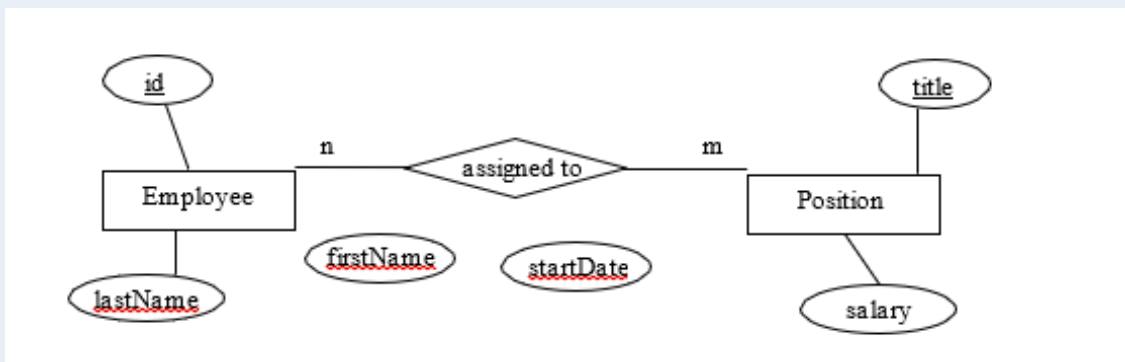 id
title
n
m
assigned to
Employee
Position
firstName
startDate
lastName
salary